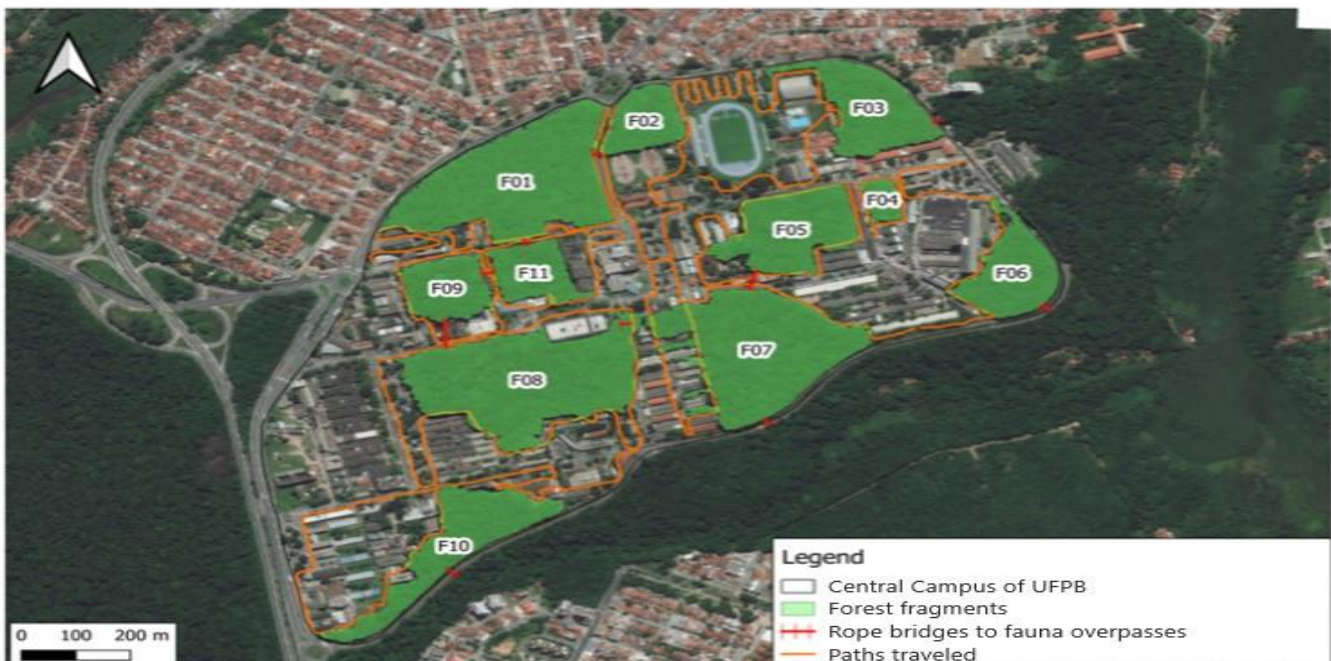 F02
F03
F01
F04
F05
F11
F06
F09
F07
F08
F10
Legend
Central Campus of UFPB
Forest fragments
Rope bridges to fauna overpasses
Paths traveled
0 100 200 m